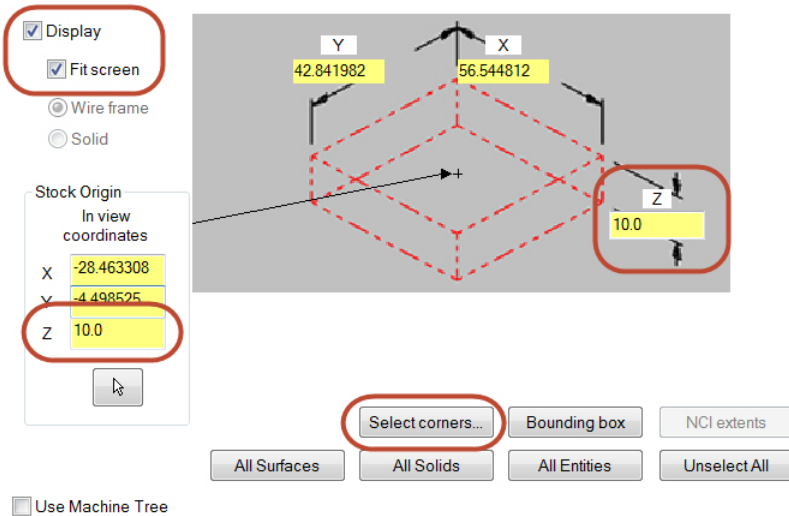 Display
Fit screen
Wire frame
Solid
Y
X
42.841982
56.544812
Z
10.0
Stock Origin
In view
coordinates
X -28.463308
Y -4.498525
Z 10.0
Select corners...
Bounding box
NCI extents
All Surfaces
All Solids
All Entities
Unselect All
Use Machine Tree